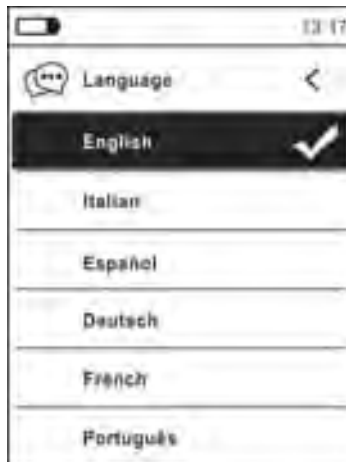 13:17
Language
English
Italian
Español
Deutsch
French
Português